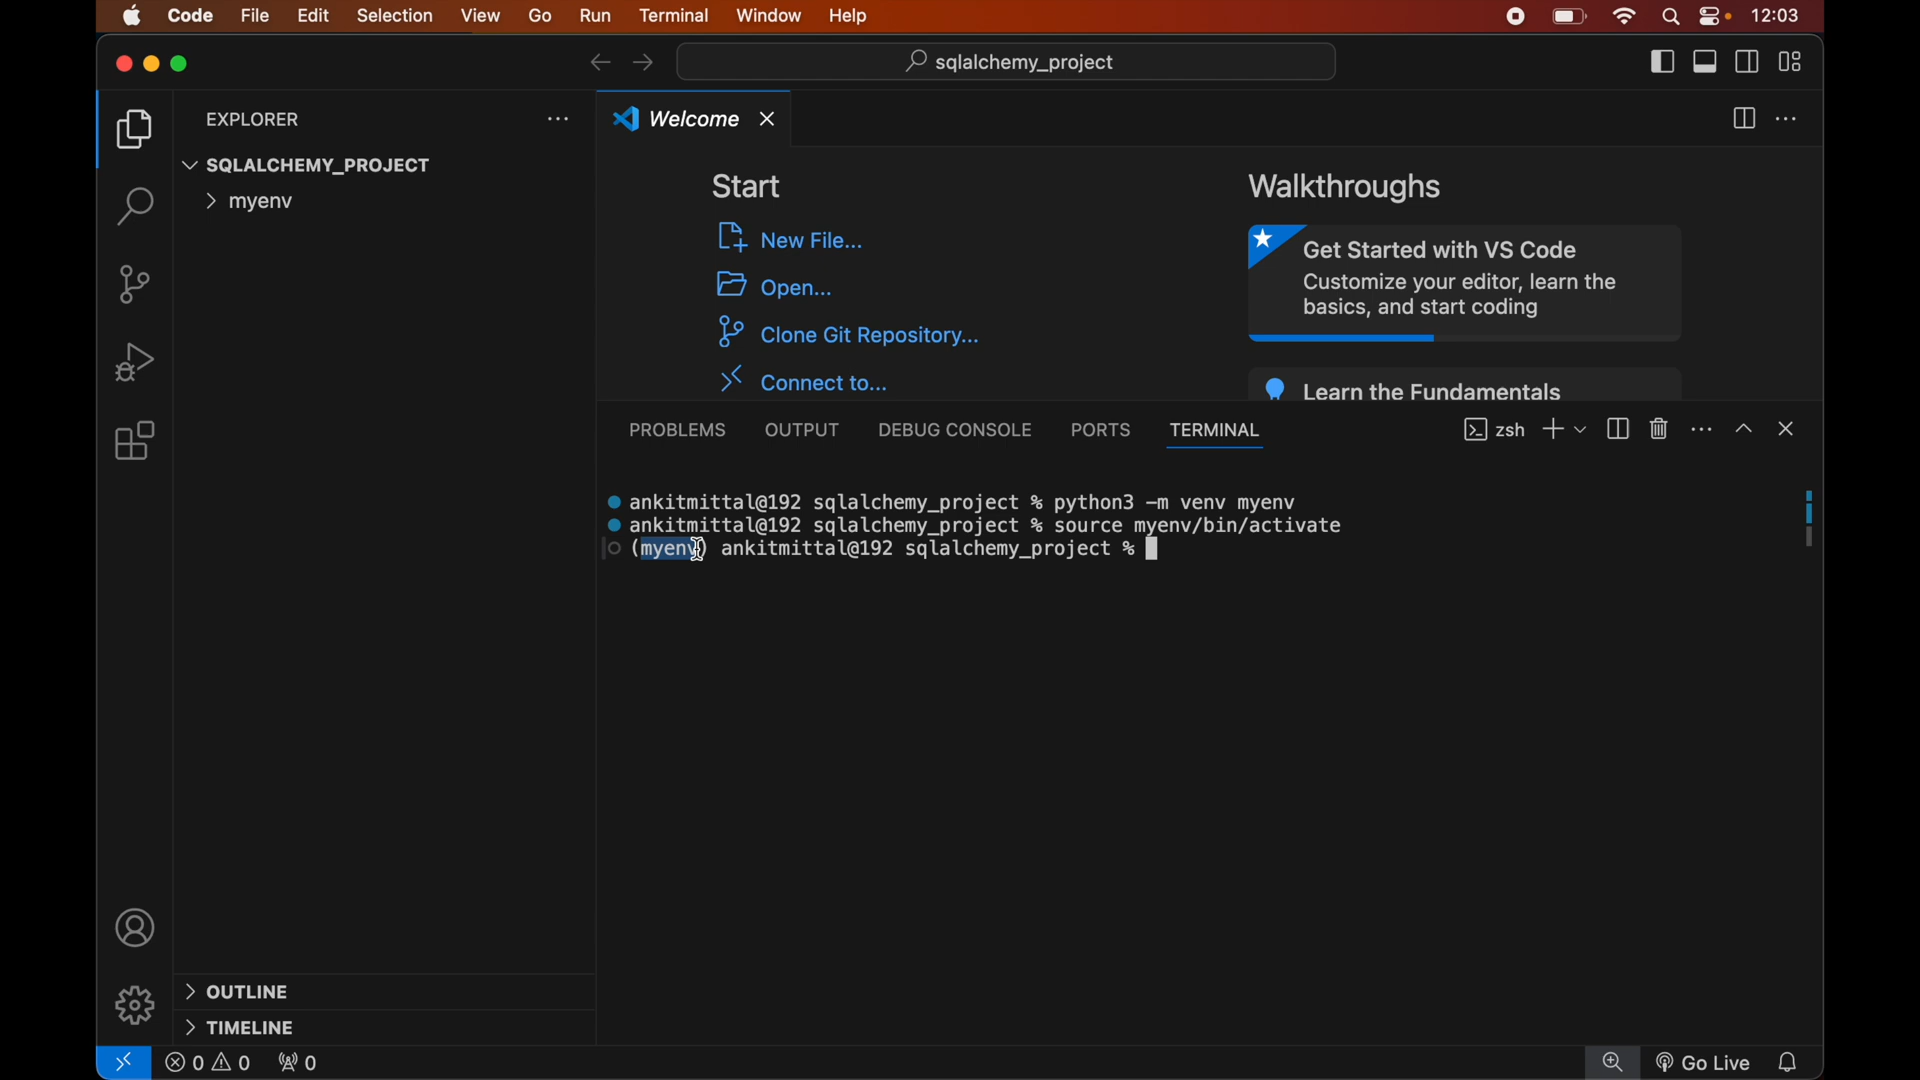 Code File Edit Selection View Go Run Terminal Window Help 12:03
sqlalchemy_project
EXPLORER
SQLALCHEMY_PROJECT
myenv
OUTLINE
TIMELINE
Welcome
Start
New File...
Open...
Clone Git Repository...
Connect to...
Walkthroughs
Get Started with VS Code
Customize your editor, learn the
basics, and start coding
Learn the Fundamentals
PROBLEMS OUTPUT DEBUG CONSOLE PORTS TERMINAL zsh
ankitmittal@192 sqlalchemy_project % python3 -m venv myenv
ankitmittal@192 sqlalchemy_project % source myenv/bin/activate
(myenv) ankitmittal@192 sqlalchemy_project %
0 0 0 Go Live